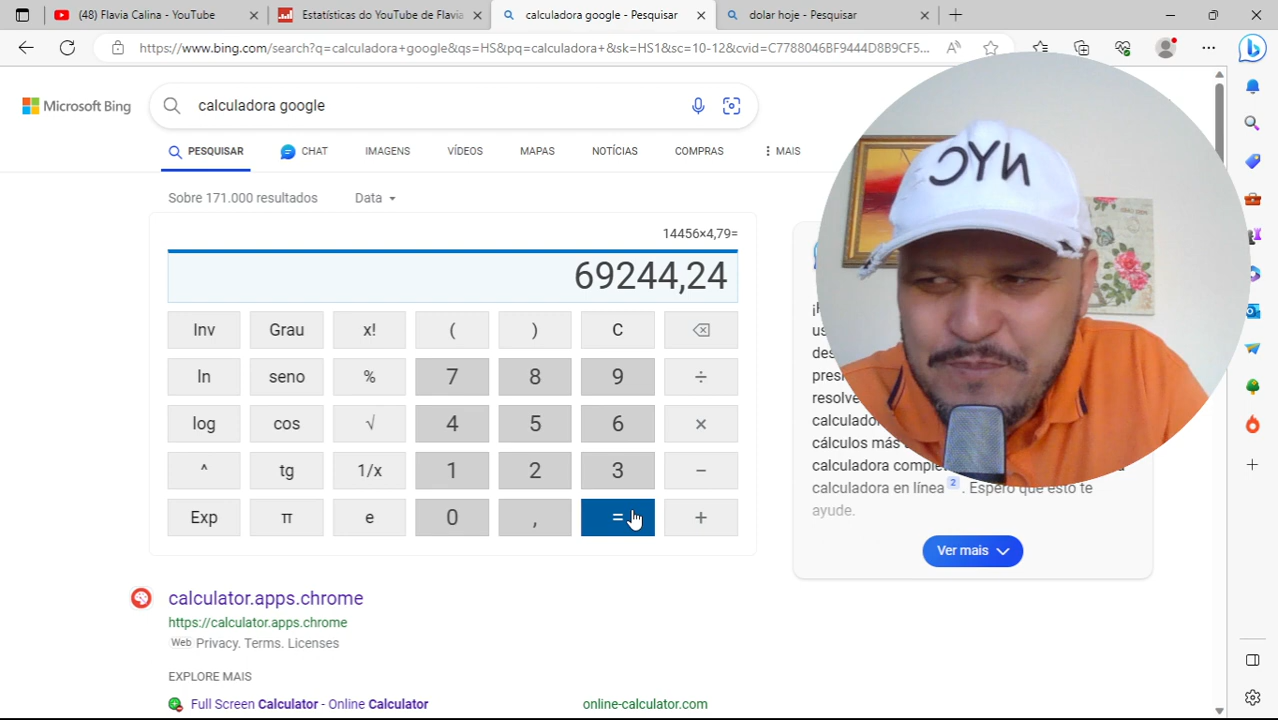 (48) Flavia Calina - YouTube
Estatísticas do YouTube de Flavia
calculadora google - Pesquisar
dolar hoje - Pesquisar
https://www.bing.com/search?q=calculadora+google&qs=HS&pq=calculadora+&sk=HS1&sc=10-12&cvid=C7788046BF9444D8B9CF5...
Microsoft Bing
calculadora google
PESQUISAR
CHAT
IMAGENS
VÍDEOS
MAPAS
NOTÍCIAS
COMPRAS
MAIS
Sobre 171.000 resultados
Data
14456×4,79=
69244,24
Inv Grau x! ( ) C
ln seno % 7 8 9 ÷
log cos √ 4 5 6 ×
^ tg 1/x 1 2 3 −
Exp π e 0 , = +
NYC
resolve
calculador
cálculos más
calculadora comple
calculadora en línea 2 . Espero que esto te
ayude.
Ver mais
calculator.apps.chrome
https://calculator.apps.chrome
Web Privacy. Terms. Licenses
EXPLORE MAIS
Full Screen Calculator - Online Calculator
online-calculator.com